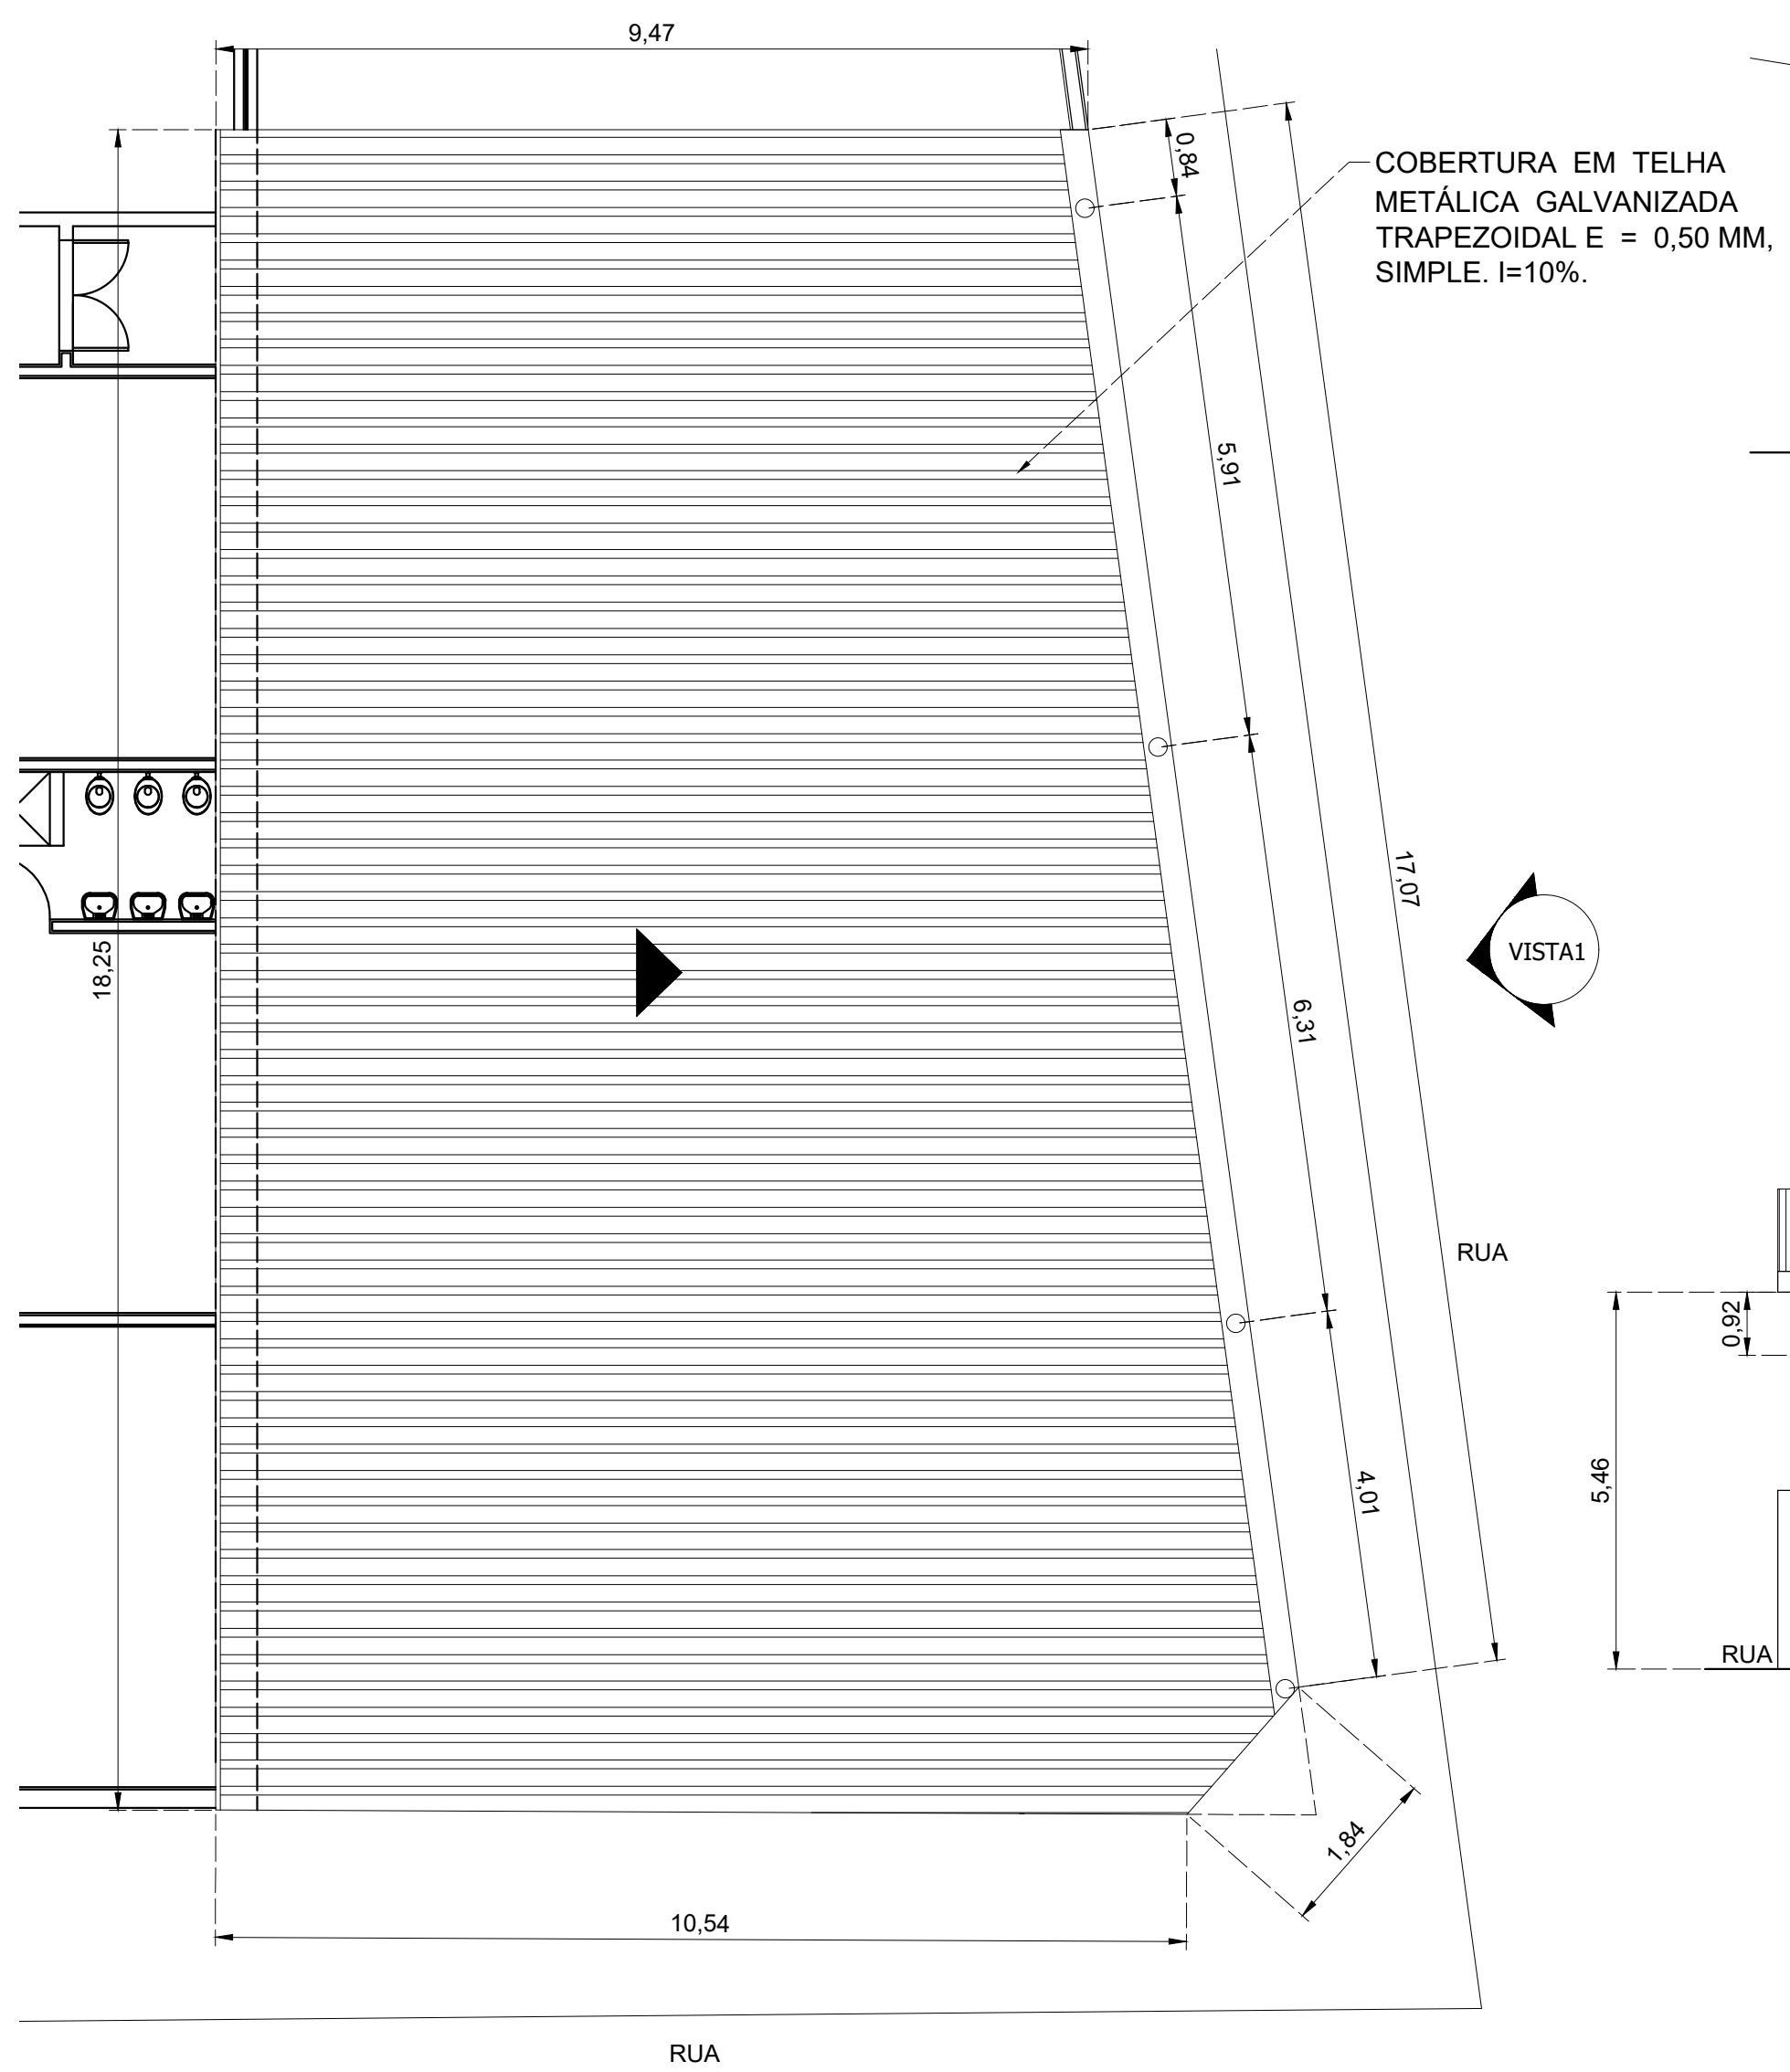 9,47
0,84
COBERTURA EM TELHA
METÁLICA GALVANIZADA
TRAPEZOIDAL E = 0,50 MM,
SIMPLE. I=10%.
5,91
17,07
VISTA1
18,25
6,31
RUA
0,92
5,46
4,01
RUA
1,84
10,54
RUA